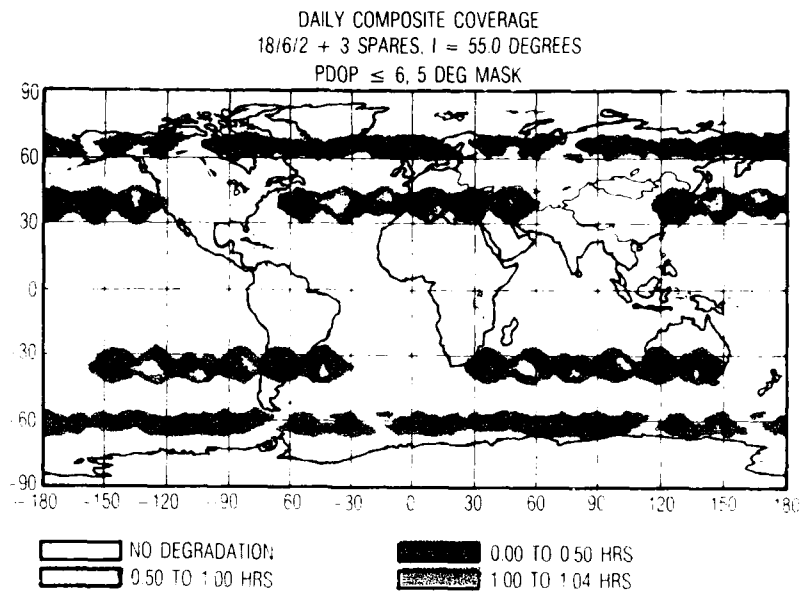 DAILY COMPOSITE COVERAGE
18/6/2 + 3 SPARES, I = 55.0 DEGREES
PDOP ≤ 6, 5 DEG MASK
90
60
30
0
-30
-60
-90
-180 -150 -120 -90 60 -30 0 30 60 90 120 150 180
NO DEGRADATION
0.00 TO 0.50 HRS
0.50 TO 1.00 HRS
1.00 TO 1.04 HRS